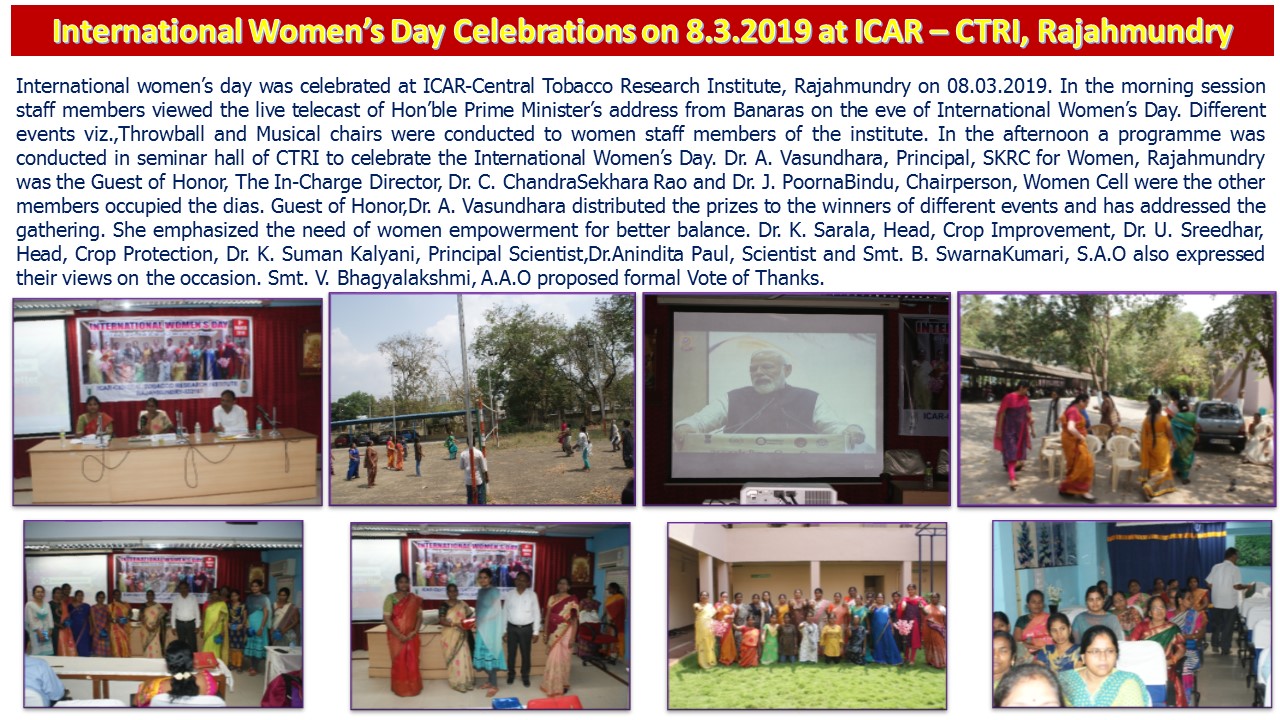 International Women's Day Celebrations on 8.3.2019 at ICAR – CTRI, Rajahmundry
International women's day was celebrated at ICAR-Central Tobacco Research Institute, Rajahmundry on 08.03.2019. In the morning session
staff members viewed the live telecast of Hon'ble Prime Minister's address from Banaras on the eve of International Women's Day. Different
events viz.,Throwball and Musical chairs were conducted to women staff members of the institute. In the afternoon a programme was
conducted in seminar hall of CTRI to celebrate the International Women's Day. Dr. A. Vasundhara, Principal, SKRC for Women, Rajahmundry
was the Guest of Honor, The In-Charge Director, Dr. C. ChandraSekhara Rao and Dr. J. PoornaBindu, Chairperson, Women Cell were the other
members occupied the dias. Guest of Honor,Dr. A. Vasundhara distributed the prizes to the winners of different events and has addressed the
gathering. She emphasized the need of women empowerment for better balance. Dr. K. Sarala, Head, Crop Improvement, Dr. U. Sreedhar,
Head, Crop Protection, Dr. K. Suman Kalyani, Principal Scientist,Dr.Anindita Paul, Scientist and Smt. B. SwarnaKumari, S.A.O also expressed
their views on the occasion. Smt. V. Bhagyalakshmi, A.A.O proposed formal Vote of Thanks.
INTERNATIONAL WOMEN'S DAY
ICAR-CENTRAL TOBACCO RESEARCH INSTITUTE
RAJAHMUNDRY
INTERNATIONAL WOMEN'S DAY
INTERNATIONAL WOMEN'S DAY